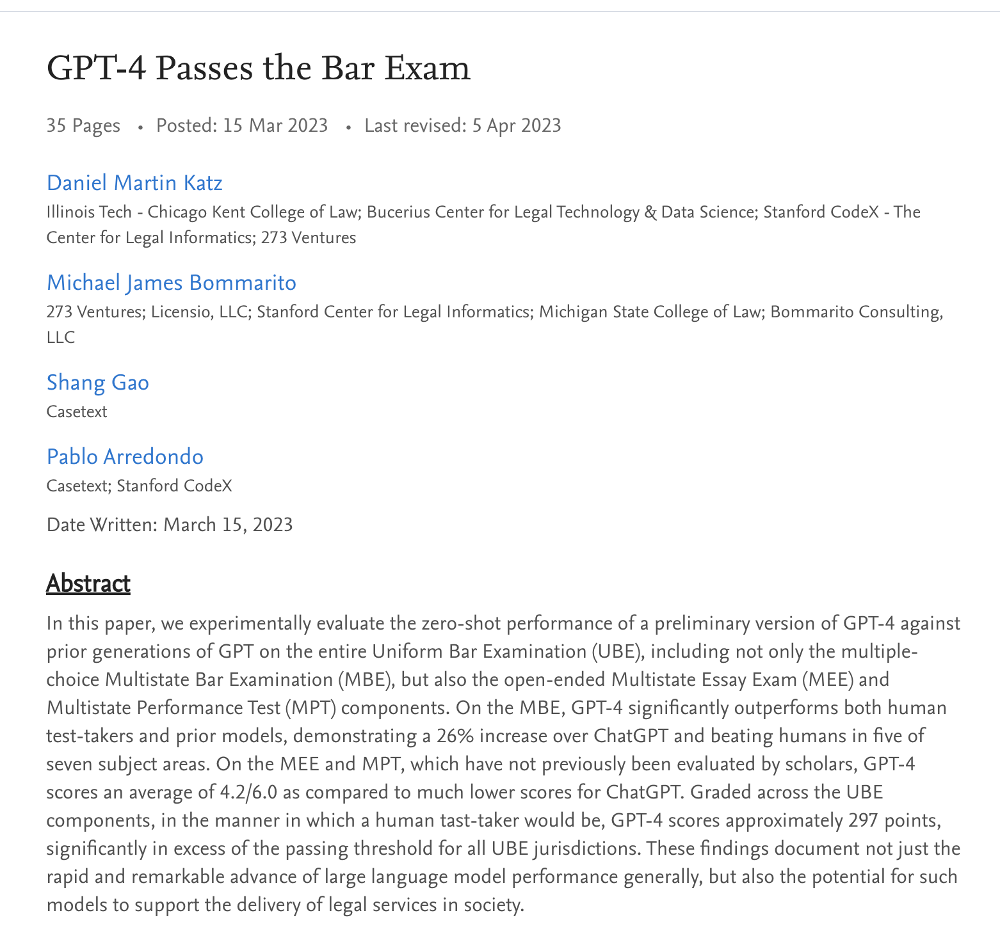 GPT-4 Passes the Bar Exam
35 Pages • Posted: 15 Mar 2023 • Last revised: 5 Apr 2023
Daniel Martin Katz
Illinois Tech - Chicago Kent College of Law; Bucerius Center for Legal Technology & Data Science; Stanford CodeX - The
Center for Legal Informatics; 273 Ventures
Michael James Bommarito
273 Ventures; Licensio, LLC; Stanford Center for Legal Informatics; Michigan State College of Law; Bommarito Consulting,
LLC
Shang Gao
Casetext
Pablo Arredondo
Casetext; Stanford CodeX
Date Written: March 15, 2023
Abstract
In this paper, we experimentally evaluate the zero-shot performance of a preliminary version of GPT-4 against
prior generations of GPT on the entire Uniform Bar Examination (UBE), including not only the multiple-
choice Multistate Bar Examination (MBE), but also the open-ended Multistate Essay Exam (MEE) and
Multistate Performance Test (MPT) components. On the MBE, GPT-4 significantly outperforms both human
test-takers and prior models, demonstrating a 26% increase over ChatGPT and beating humans in five of
seven subject areas. On the MEE and MPT, which have not previously been evaluated by scholars, GPT-4
scores an average of 4.2/6.0 as compared to much lower scores for ChatGPT. Graded across the UBE
components, in the manner in which a human tast-taker would be, GPT-4 scores approximately 297 points,
significantly in excess of the passing threshold for all UBE jurisdictions. These findings document not just the
rapid and remarkable advance of large language model performance generally, but also the potential for such
models to support the delivery of legal services in society.